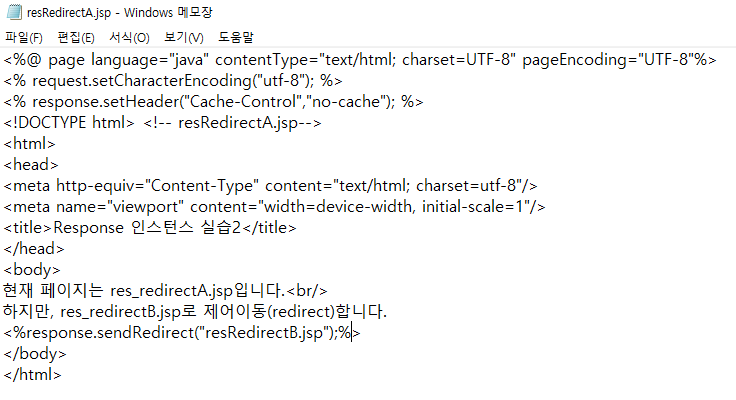 resRedirectA.jsp - Windows 메모장
파일(F) 편집(E) 서식(O) 보기(V) 도움말
<%@ page language="java" contentType="text/html; charset=UTF-8" pageEncoding="UTF-8"%>
<% request.setCharacterEncoding("utf-8"); %>
<% response.setHeader("Cache-Control","no-cache"); %>
<!DOCTYPE html> <!-- resRedirectA.jsp-->
<html>
<head>
<meta http-equiv="Content-Type" content="text/html; charset=utf-8"/>
<meta name="viewport" content="width=device-width, initial-scale=1"/>
<title>Response 인스턴스 실습2</title>
</head>
<body>
현재 페이지는 res_redirectA.jsp입니다.<br/>
하지만, res_redirectB.jsp로 제어이동(redirect)합니다.
<%response.sendRedirect("resRedirectB.jsp");%>
</body>
</html>